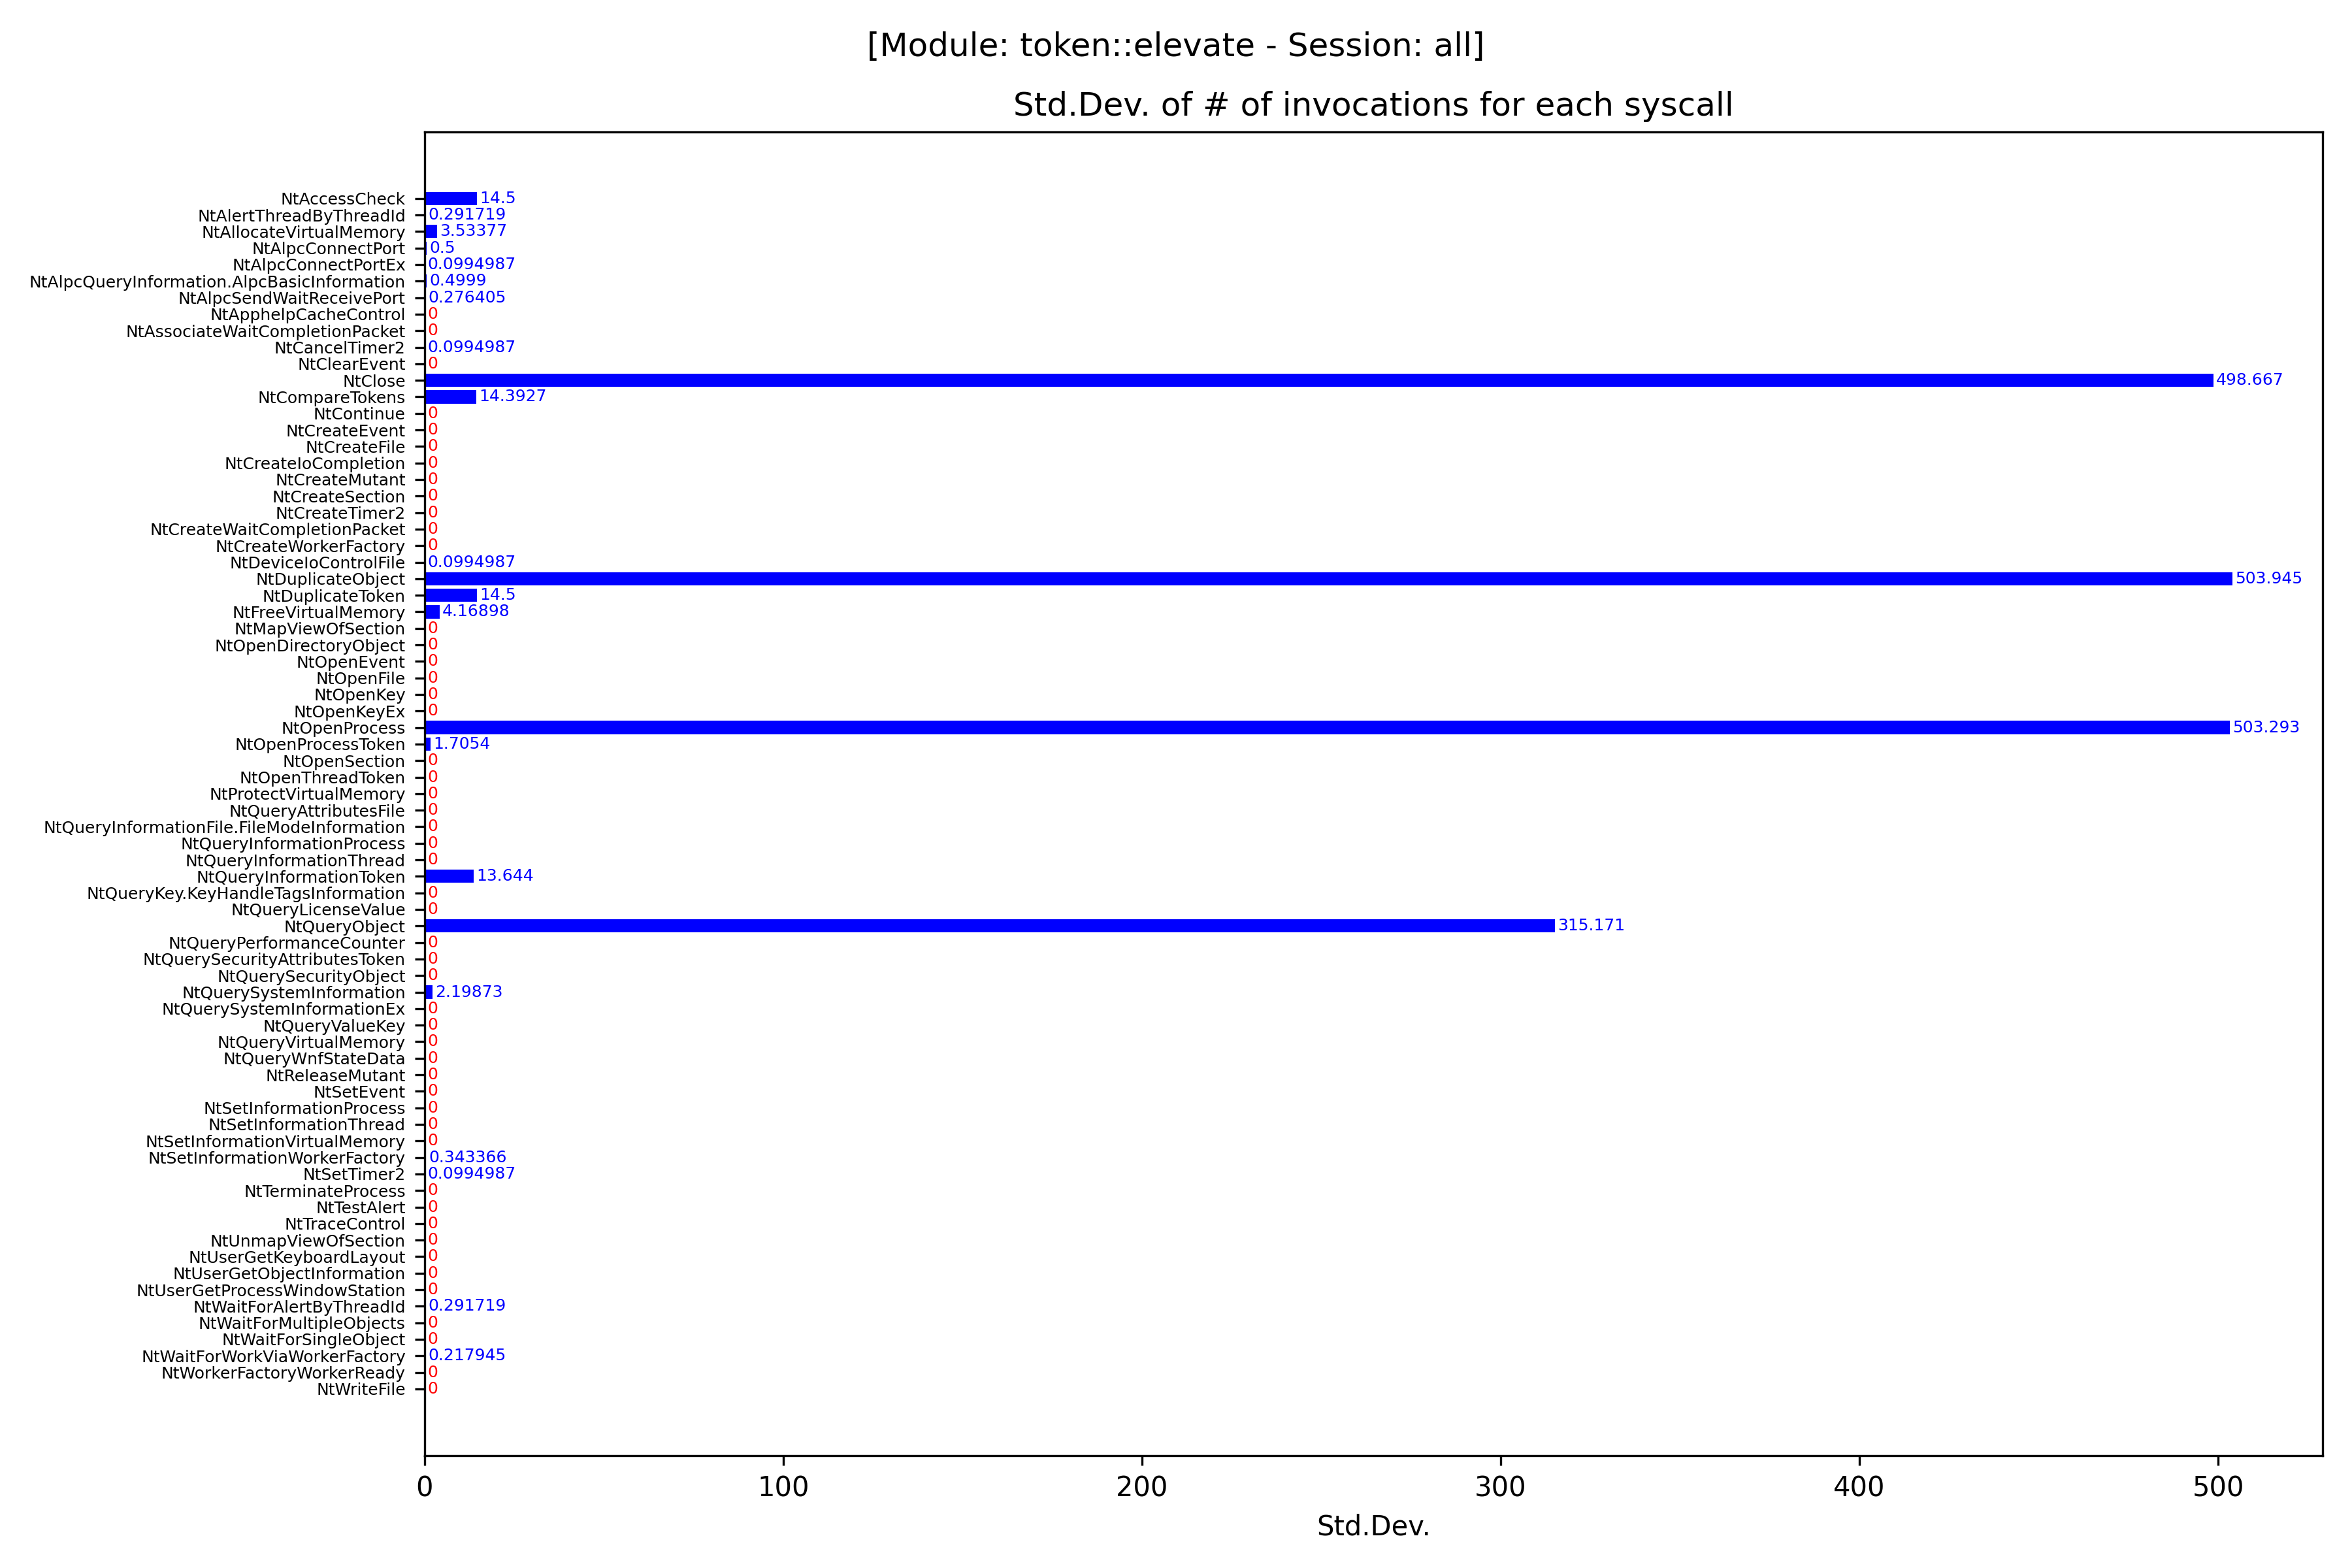 [Module: token::elevate - Session: all]
Std.Dev. of # of invocations for each syscall
NtAccessCheck 14.5
NtAlertThreadByThreadId 0.291719
NtAllocateVirtualMemory 3.53377
NtAlpcConnectPort 0.5
NtAlpcConnectPortEx 0.0994987
NtAlpcQueryInformation.AlpcBasicInformation 0.4999
NtAlpcSendWaitReceivePort 0.276405
NtApphelpCacheControl 0
NtAssociateWaitCompletionPacket 0
NtCancelTimer2 0.0994987
NtClearEvent 0
NtClose 498.667
NtCompareTokens 14.3927
NtContinue 0
NtCreateEvent 0
NtCreateFile 0
NtCreateIoCompletion 0
NtCreateMutant 0
NtCreateSection 0
NtCreateTimer2 0
NtCreateWaitCompletionPacket 0
NtCreateWorkerFactory 0
NtDeviceIoControlFile 0.0994987
NtDuplicateObject 503.945
NtDuplicateToken 14.5
NtFreeVirtualMemory 4.16898
NtMapViewOfSection 0
NtOpenDirectoryObject 0
NtOpenEvent 0
NtOpenFile 0
NtOpenKey 0
NtOpenKeyEx 0
NtOpenProcess 503.293
NtOpenProcessToken 1.7054
NtOpenSection 0
NtOpenThreadToken 0
NtProtectVirtualMemory 0
NtQueryAttributesFile 0
NtQueryInformationFile.FileModeInformation 0
NtQueryInformationProcess 0
NtQueryInformationThread 0
NtQueryInformationToken 13.644
NtQueryKey.KeyHandleTagsInformation 0
NtQueryLicenseValue 0
NtQueryObject 315.171
NtQueryPerformanceCounter 0
NtQuerySecurityAttributesToken 0
NtQuerySecurityObject 0
NtQuerySystemInformation 2.19873
NtQuerySystemInformationEx 0
NtQueryValueKey 0
NtQueryVirtualMemory 0
NtQueryWnfStateData 0
NtReleaseMutant 0
NtSetEvent 0
NtSetInformationProcess 0
NtSetInformationThread 0
NtSetInformationVirtualMemory 0
NtSetInformationWorkerFactory 0.343366
NtSetTimer2 0.0994987
NtTerminateProcess 0
NtTestAlert 0
NtTraceControl 0
NtUnmapViewOfSection 0
NtUserGetKeyboardLayout 0
NtUserGetObjectInformation 0
NtUserGetProcessWindowStation 0
NtWaitForAlertByThreadId 0.291719
NtWaitForMultipleObjects 0
NtWaitForSingleObject 0
NtWaitForWorkViaWorkerFactory 0.217945
NtWorkerFactoryWorkerReady 0
NtWriteFile 0
0 100 200 300 400 500
Std.Dev.